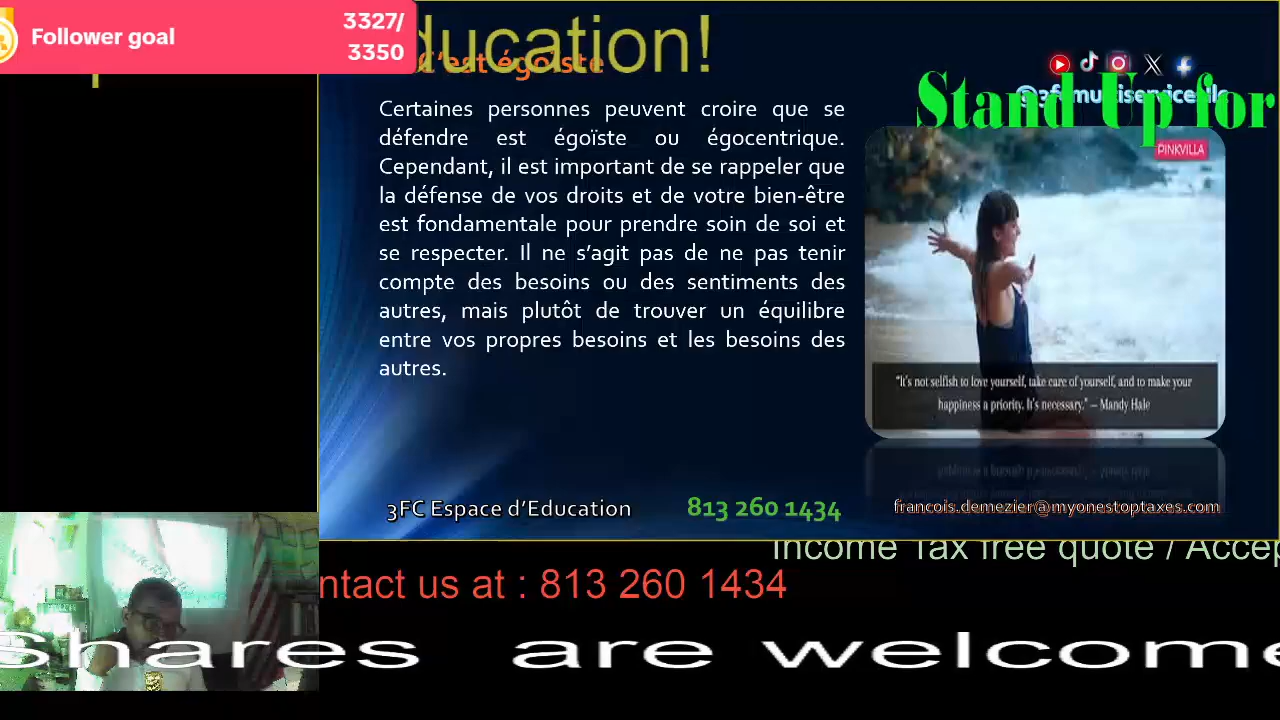 Follower goal
3327/
3350
ducation!
C'est égoïste
Certaines personnes peuvent croire que se
défendre est égoïste ou égocentrique.
Cependant, il est important de se rappeler que
la défense de vos droits et de votre bien-être
est fondamentale pour prendre soin de soi et
se respecter. Il ne s'agit pas de ne pas tenir
compte des besoins ou des sentiments des
autres, mais plutôt de trouver un équilibre
entre vos propres besoins et les besoins des
autres.
Stand Up for
PINKVILLA
"It's not selfish to love yourself, take care of yourself, and to make your
happiness a priority. It's necessary." – Mandy Hale
3FC Espace d'Education
813 260 1434
francois.demezier@myonestoptaxes.com
Income Tax free quote / Accep
ntact us at : 813 260 1434
Shares are welcome